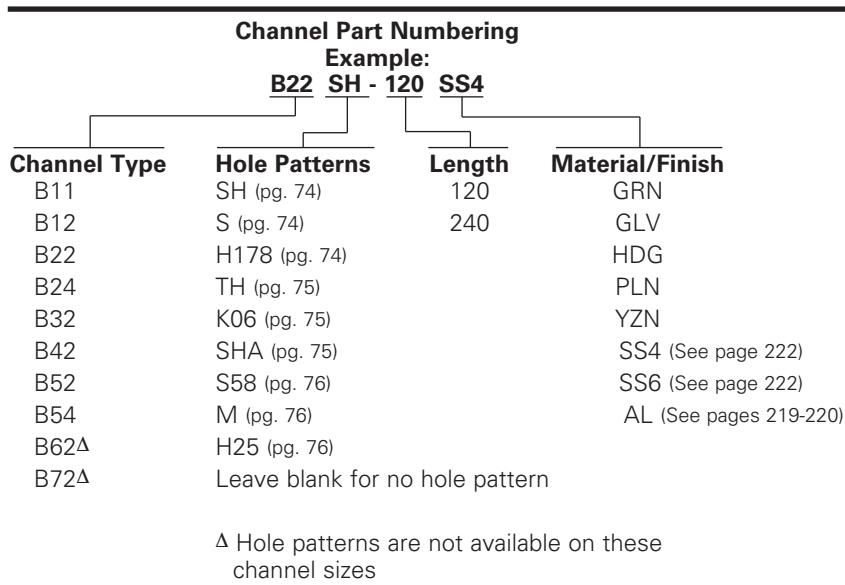 Channel Part Numbering
Example:
B22 SH - 120 SS4
Channel Type Hole Patterns Length Material/Finish
B11 SH (pg. 74) 120 GRN
B12 S (pg. 74) 240 GLV
B22 H178 (pg. 74) HDG
B24 TH (pg. 75) PLN
B32 K06 (pg. 75) YZN
B42 SHA (pg. 75) SS4 (See page 222)
B52 S58 (pg. 76) SS6 (See page 222)
B54 M (pg. 76) AL (See pages 219-220)
B62Δ H25 (pg. 76)
B72Δ Leave blank for no hole pattern
Δ Hole patterns are not available on these
channel sizes